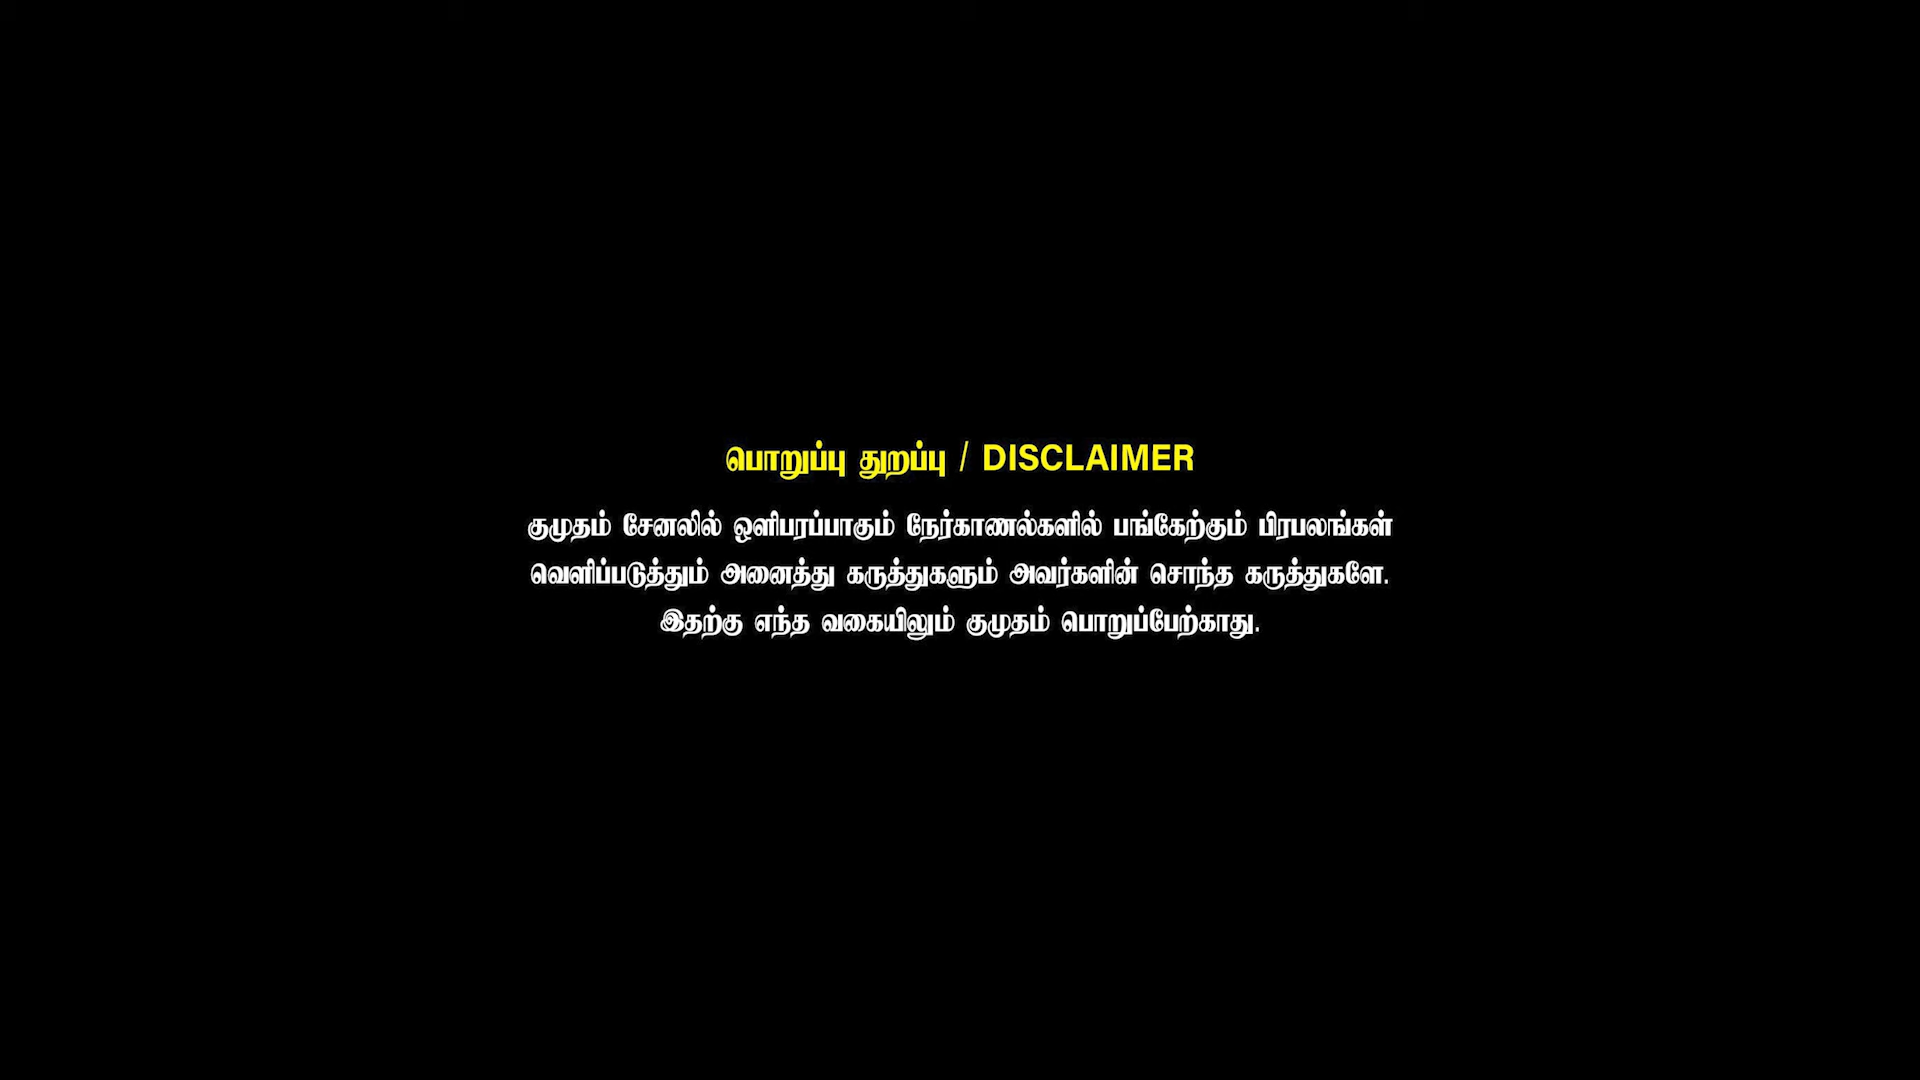 பொறுப்பு துறப்பு / DISCLAIMER
குமுதம் சேனலில் ஒளிபரப்பாகும் நேர்காணல்களில் பங்கேற்கும் பிரபலங்கள்
வெளிப்படுத்தும் அனைத்து கருத்துகளும் அவர்களின் சொந்த கருத்துகளே.
இதற்கு எந்த வகையிலும் குமுதம் பொறுப்பேற்காது.